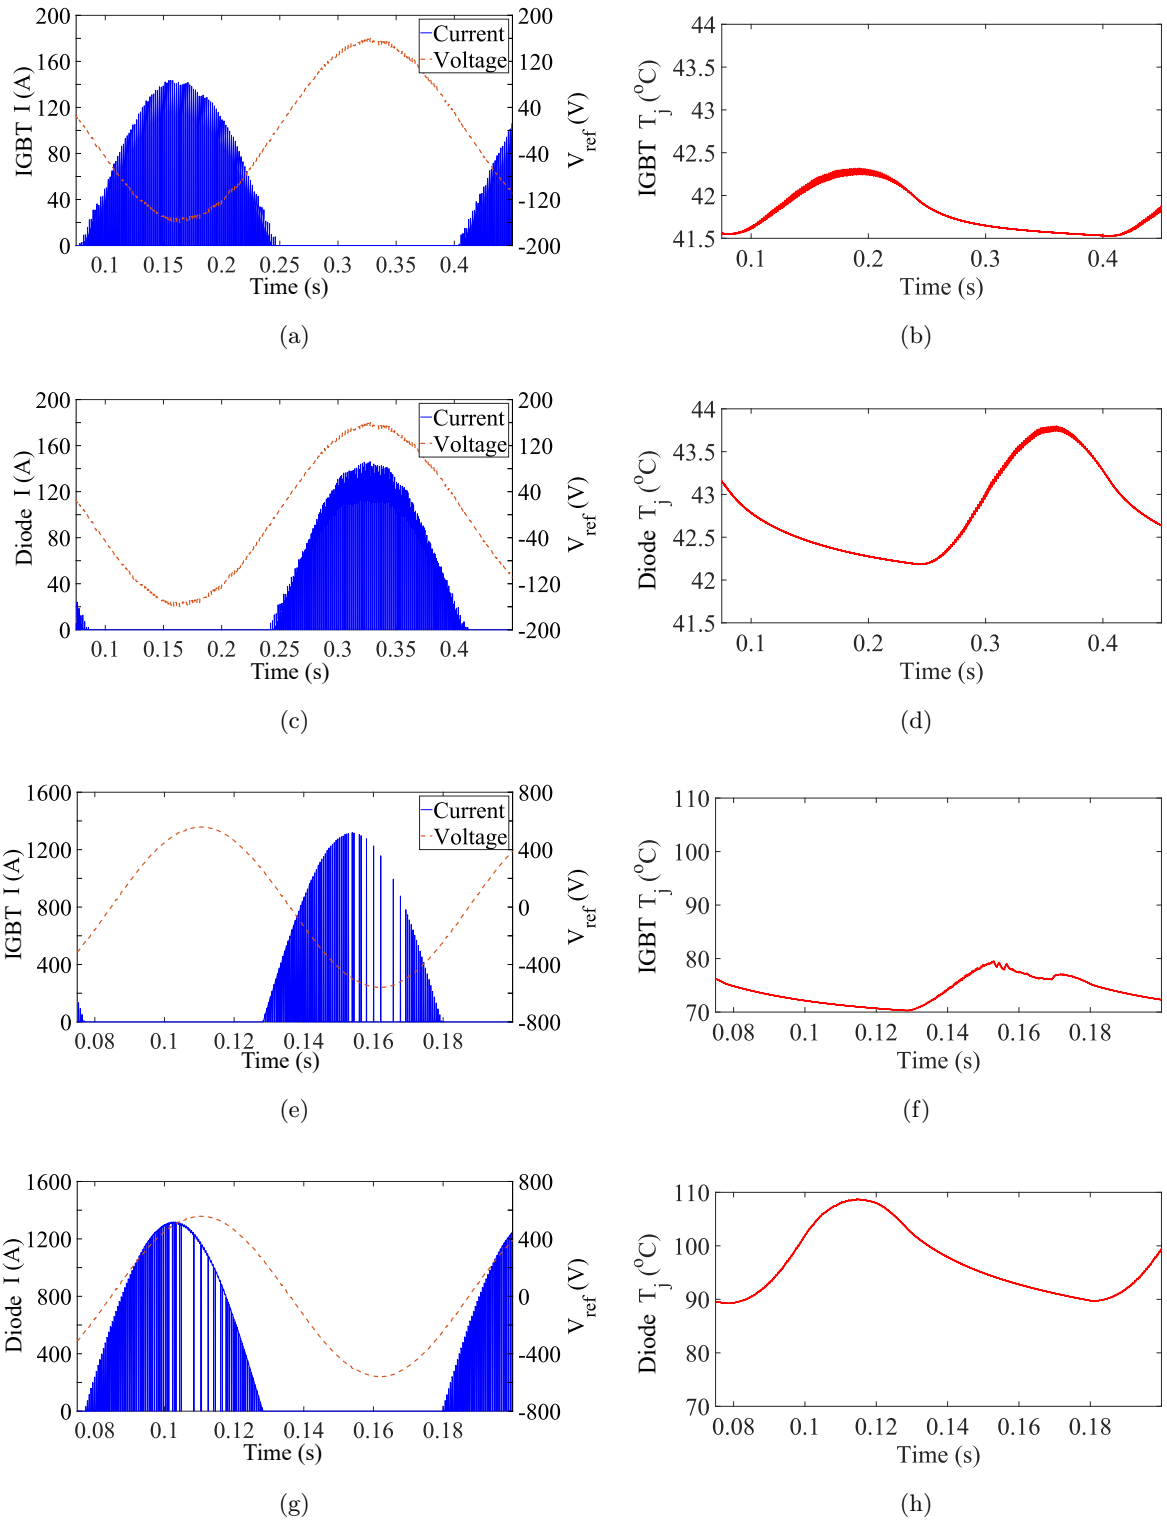 200 200
160 120
120 40
80 -40
40 -120
0 -200
IGBT I (A)
V_ref (V)
Current
Voltage
0.1 0.15 0.2 0.25 0.3 0.35 0.4
Time (s)
(a)
44
43.5
43
42.5
42
41.5
IGBT T_j (°C)
0.1 0.2 0.3 0.4
Time (s)
(b)
200 200
160 120
120 40
80 -40
40 -120
0 -200
Diode I (A)
V_ref (V)
Current
Voltage
0.1 0.15 0.2 0.25 0.3 0.35 0.4
Time (s)
(c)
44
43.5
43
42.5
42
41.5
Diode T_j (°C)
0.1 0.2 0.3 0.4
Time (s)
(d)
1600 800
1200 400
800 0
400 -400
0 -800
IGBT I (A)
V_ref (V)
Current
Voltage
0.08 0.1 0.12 0.14 0.16 0.18
Time (s)
(e)
110
100
90
80
70
IGBT T_j (°C)
0.08 0.1 0.12 0.14 0.16 0.18
Time (s)
(f)
1600 800
1200 400
800 0
400 -400
0 -800
Diode I (A)
V_ref (V)
0.08 0.1 0.12 0.14 0.16 0.18
Time (s)
(g)
110
100
90
80
70
Diode T_j (°C)
0.08 0.1 0.12 0.14 0.16 0.18
Time (s)
(h)